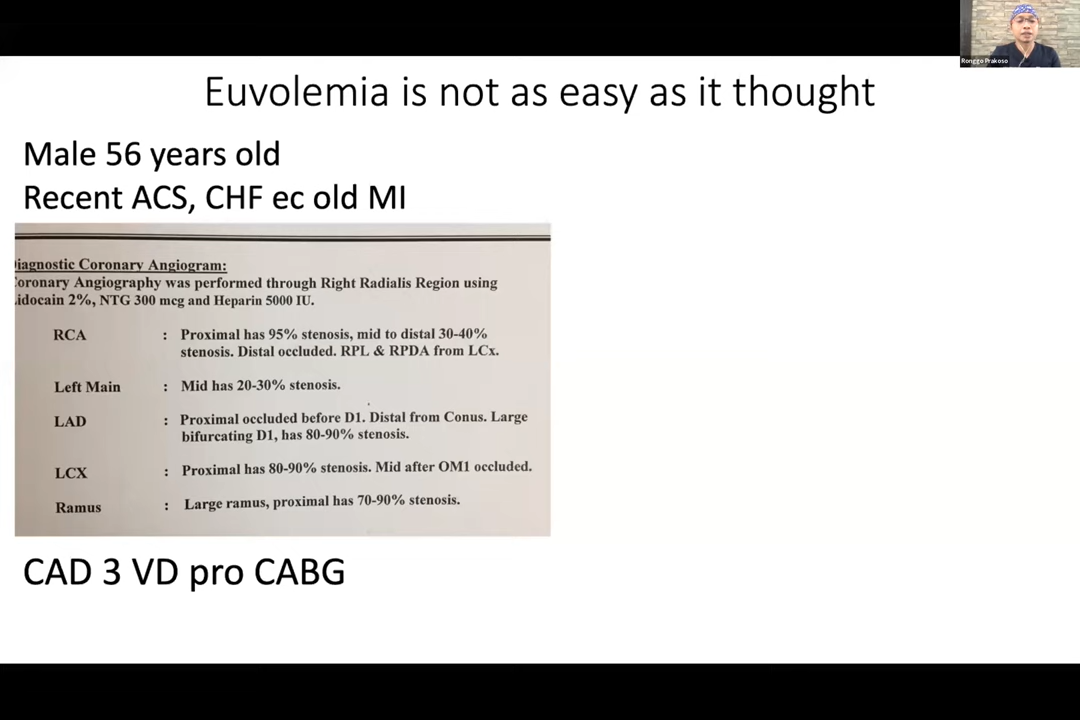 Ronggo Prakoso
Euvolemia is not as easy as it thought
Male 56 years old
Recent ACS, CHF ec old MI
iagnostic Coronary Angiogram:
oronary Angiography was performed through Right Radialis Region using
idocain 2%, NTG 300 mcg and Heparin 5000 IU.
RCA : Proximal has 95% stenosis, mid to distal 30-40%
stenosis. Distal occluded. RPL & RPDA from LCx.
Left Main : Mid has 20-30% stenosis.
LAD : Proximal occluded before D1. Distal from Conus. Large
bifurcating D1, has 80-90% stenosis.
LCX : Proximal has 80-90% stenosis. Mid after OM1 occluded.
Ramus : Large ramus, proximal has 70-90% stenosis.
CAD 3 VD pro CABG